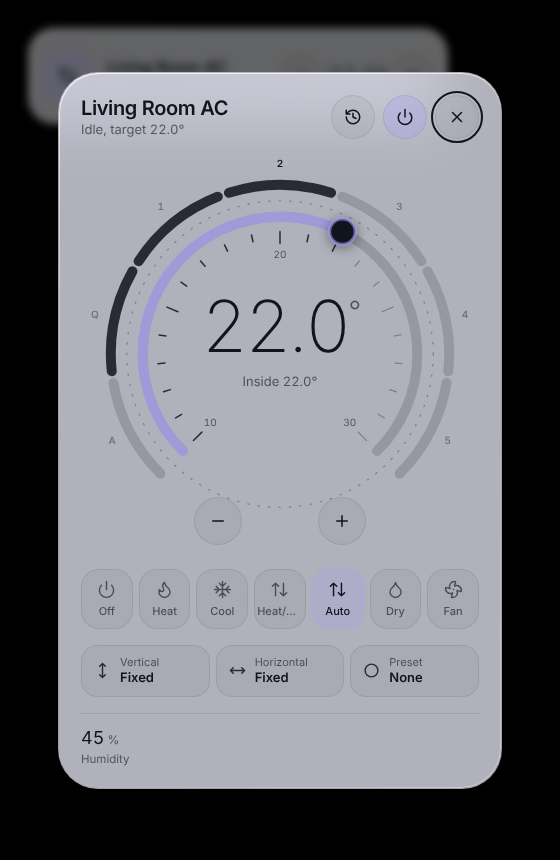 Living Room AC
Idle, target 22.0°
2
1
3
20
Q
4
22.0°
Inside 22.0°
10
30
A
5
Off
Heat
Cool
Heat/...
Auto
Dry
Fan
Vertical
Fixed
Horizontal
Fixed
Preset
None
45 %
Humidity